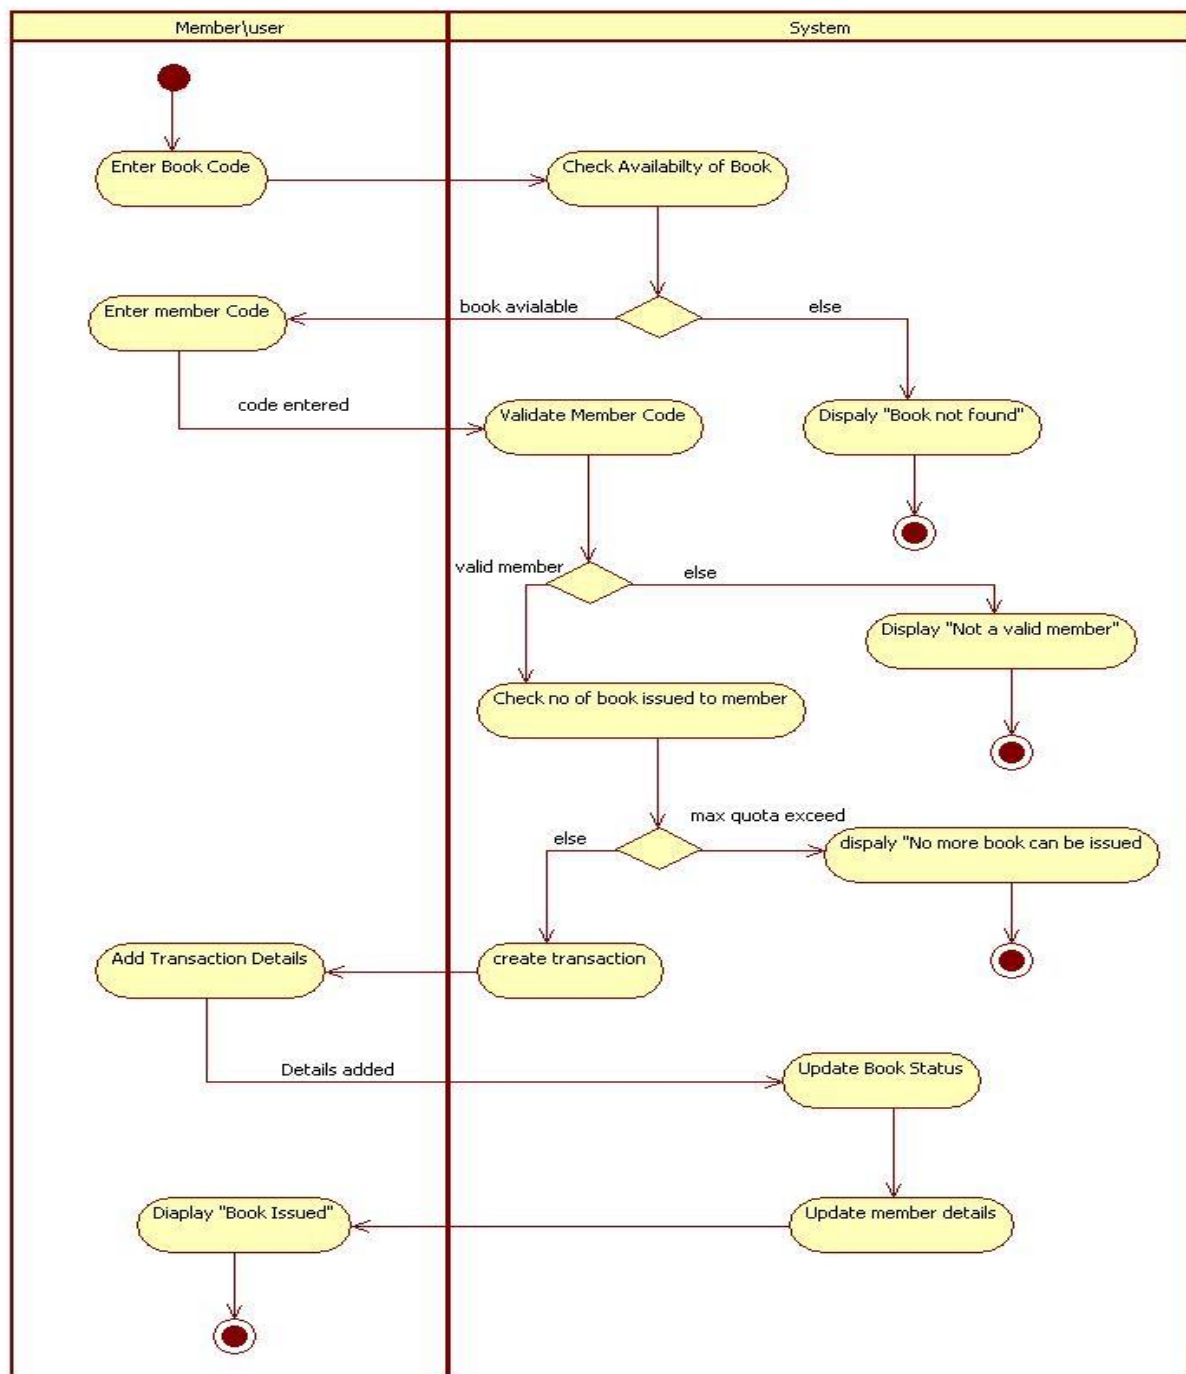 Member\user
System
Enter Book Code
Check Availabilty of Book
Enter member Code
book avialable
else
code entered
Validate Member Code
Dispaly "Book not found"
valid member
else
Display "Not a valid member"
Check no of book issued to member
max quota exceed
else
dispaly "No more book can be issued
Add Transaction Details
create transaction
Details added
Update Book Status
Diaplay "Book Issued"
Update member details